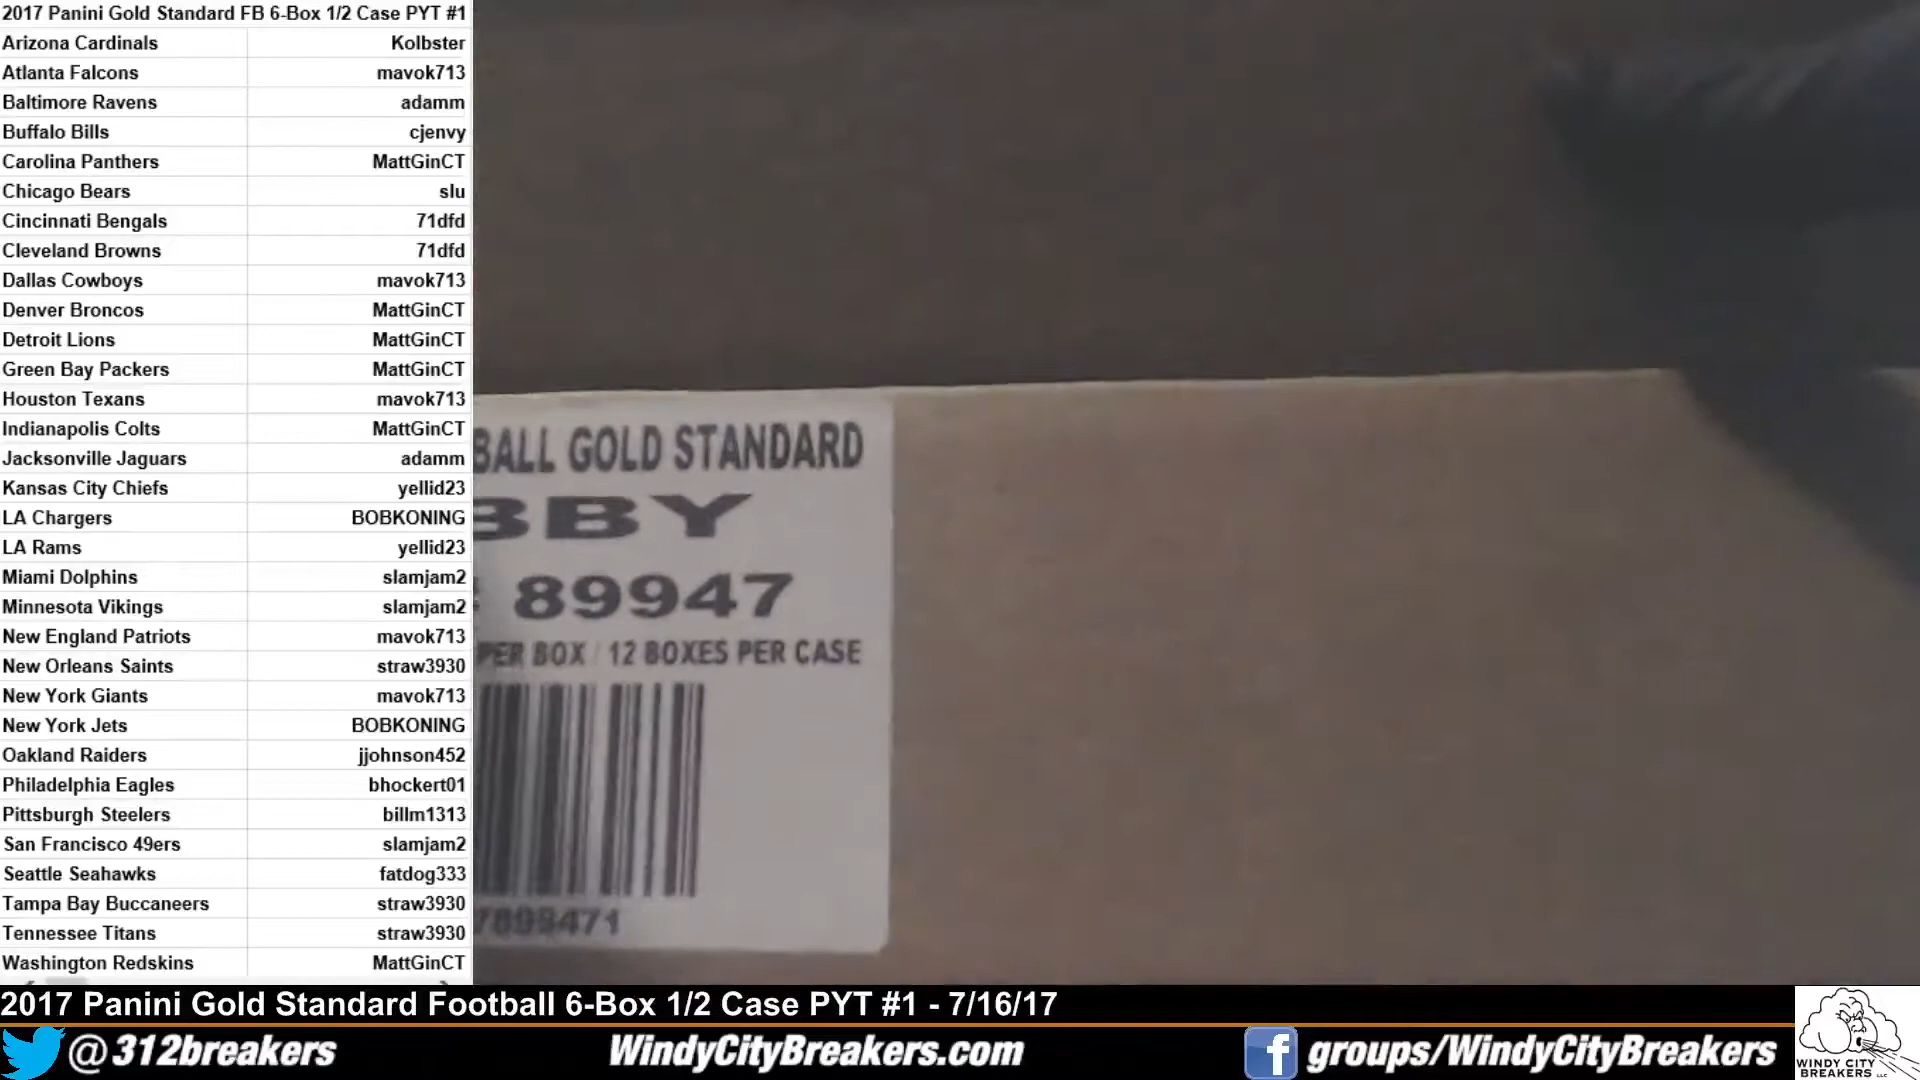 2017 Panini Gold Standard FB 6-Box 1/2 Case PYT #1
Arizona Cardinals Kolbster
Atlanta Falcons mavok713
Baltimore Ravens adamm
Buffalo Bills cjenvy
Carolina Panthers MattGinCT
Chicago Bears slu
Cincinnati Bengals 71dfd
Cleveland Browns 71dfd
Dallas Cowboys mavok713
Denver Broncos MattGinCT
Detroit Lions MattGinCT
Green Bay Packers MattGinCT
Houston Texans mavok713
Indianapolis Colts MattGinCT
Jacksonville Jaguars adamm
Kansas City Chiefs yellid23
LA Chargers BOBKONING
LA Rams yellid23
Miami Dolphins slamjam2
Minnesota Vikings slamjam2
New England Patriots mavok713
New Orleans Saints straw3930
New York Giants mavok713
New York Jets BOBKONING
Oakland Raiders jjohnson452
Philadelphia Eagles bhockert01
Pittsburgh Steelers billm1313
San Francisco 49ers slamjam2
Seattle Seahawks fatdog333
Tampa Bay Buccaneers straw3930
Tennessee Titans straw3930
Washington Redskins MattGinCT
BALL GOLD STANDARD
BBY
89947
PER BOX / 12 BOXES PER CASE
2017 Panini Gold Standard Football 6-Box 1/2 Case PYT #1 - 7/16/17
@312breakers WindyCityBreakers.com groups/WindyCityBreakers
WINDY CITY
BREAKERS LLC